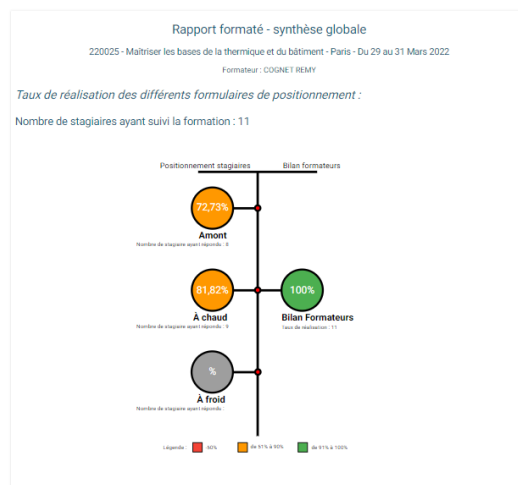 Rapport formaté - synthèse globale
220025 - Maîtriser les bases de la thermique et du bâtiment - Paris - Du 29 au 31 Mars 2022
Formateur : COGNET REMY
Taux de réalisation des différents formulaires de positionnement :
Nombre de stagiaires ayant suivi la formation : 11
Positionnement stagiaires
Bilan formateurs
72,73%
Amont
Nombre de stagiaire ayant répondu : 8
81,82%
100%
À chaud
Bilan Formateurs
Nombre de stagiaire ayant répondu : 9
Taux de réalisation : 11
%
À froid
Nombre de stagiaire ayant répondu :
Légende :
de 91% à 100%